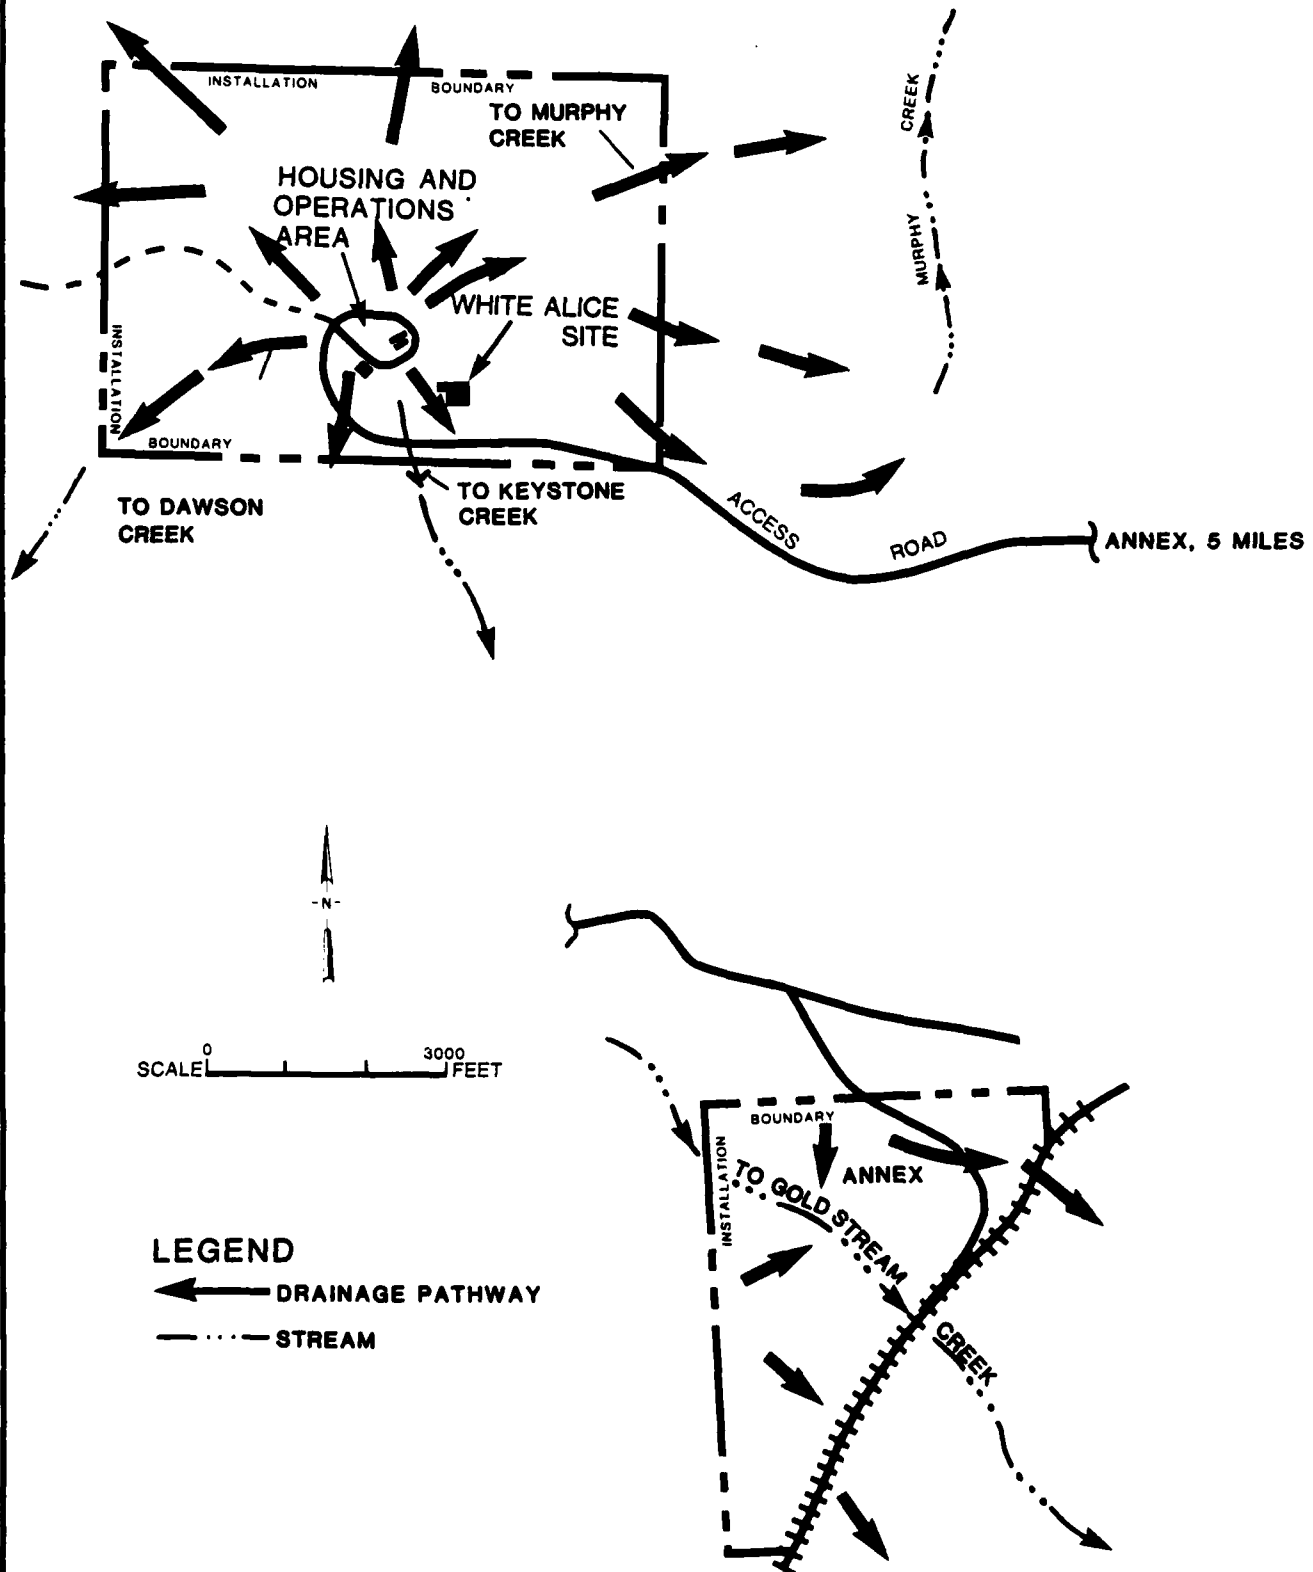 INSTALLATION BOUNDARY
TO MURPHY
CREEK
CREEK
MURPHY
HOUSING AND
OPERATIONS
AREA
WHITE ALICE
SITE
INSTALLATION
BOUNDARY
TO DAWSON
CREEK
TO KEYSTONE
CREEK
ACCESS ROAD
ANNEX, 5 MILES
-N-
0 3000
SCALE FEET
BOUNDARY
INSTALLATION
ANNEX
TO GOLD STREAM
CREEK
LEGEND
DRAINAGE PATHWAY
STREAM